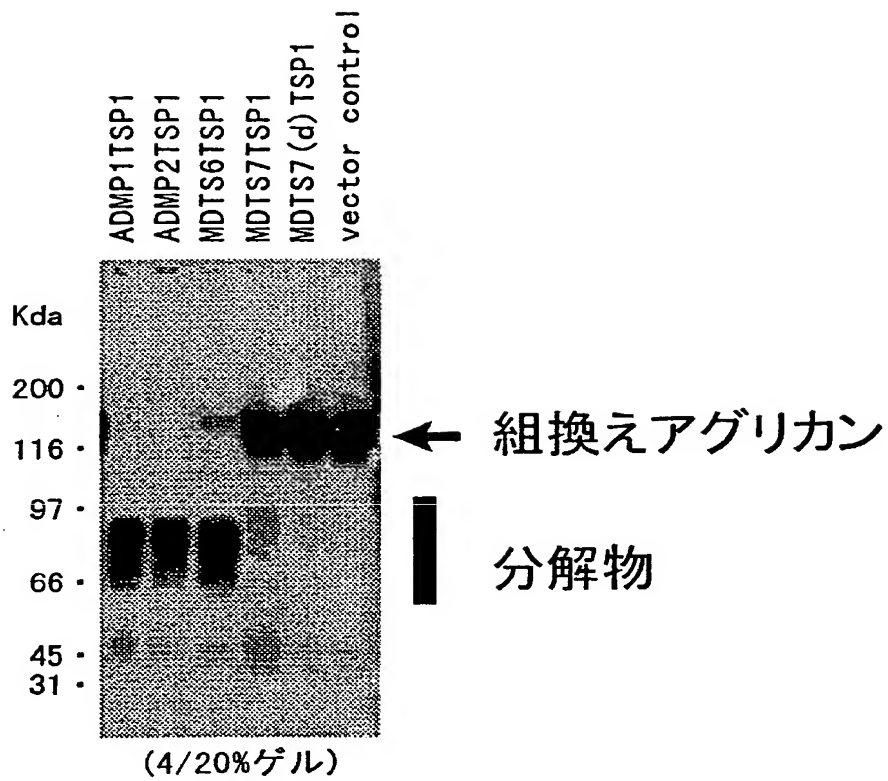 ADMP1TSP1
ADMP2TSP1
MDTS6TSP1
MDTS7TSP1
MDTS7(d)TSP1
vector control
Kda
200
116
97
66
45
31
組換えアグリカン
分解物
(4/20%ゲル)